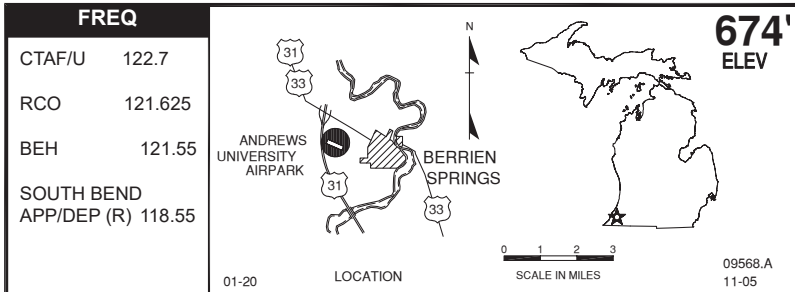 FREQ
CTAF/U 122.7
RCO 121.625
BEH 121.55
SOUTH BEND
APP/DEP (R) 118.55
31
33
N
ANDREWS
UNIVERSITY
AIRPARK
BERRIEN
SPRINGS
31
33
01-20
LOCATION
674'
ELEV
0 1 2 3
SCALE IN MILES
09568.A
11-05